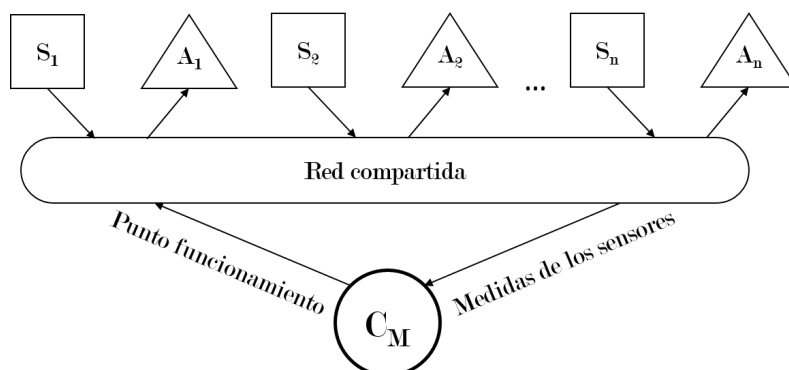 S1 A1 S2 A2 ... Sn An
Red compartida
Punto funcionamiento
Medidas de los sensores
CM